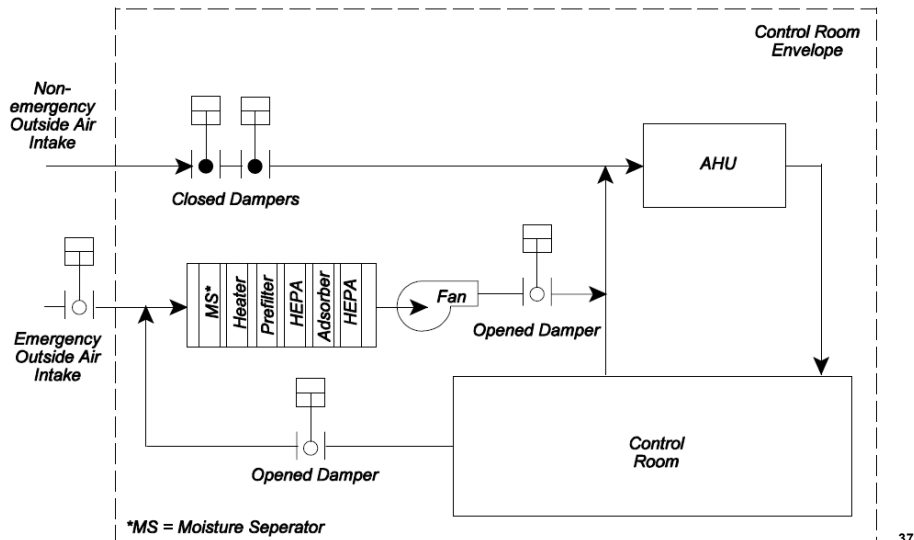 Control Room
Envelope
Non-
emergency
Outside Air
Intake
AHU
Closed Dampers
MS*
Heater
Prefilter
HEPA
Adsorber
HEPA
Fan
Opened Damper
Emergency
Outside Air
Intake
Control
Room
Opened Damper
*MS = Moisture Seperator
37